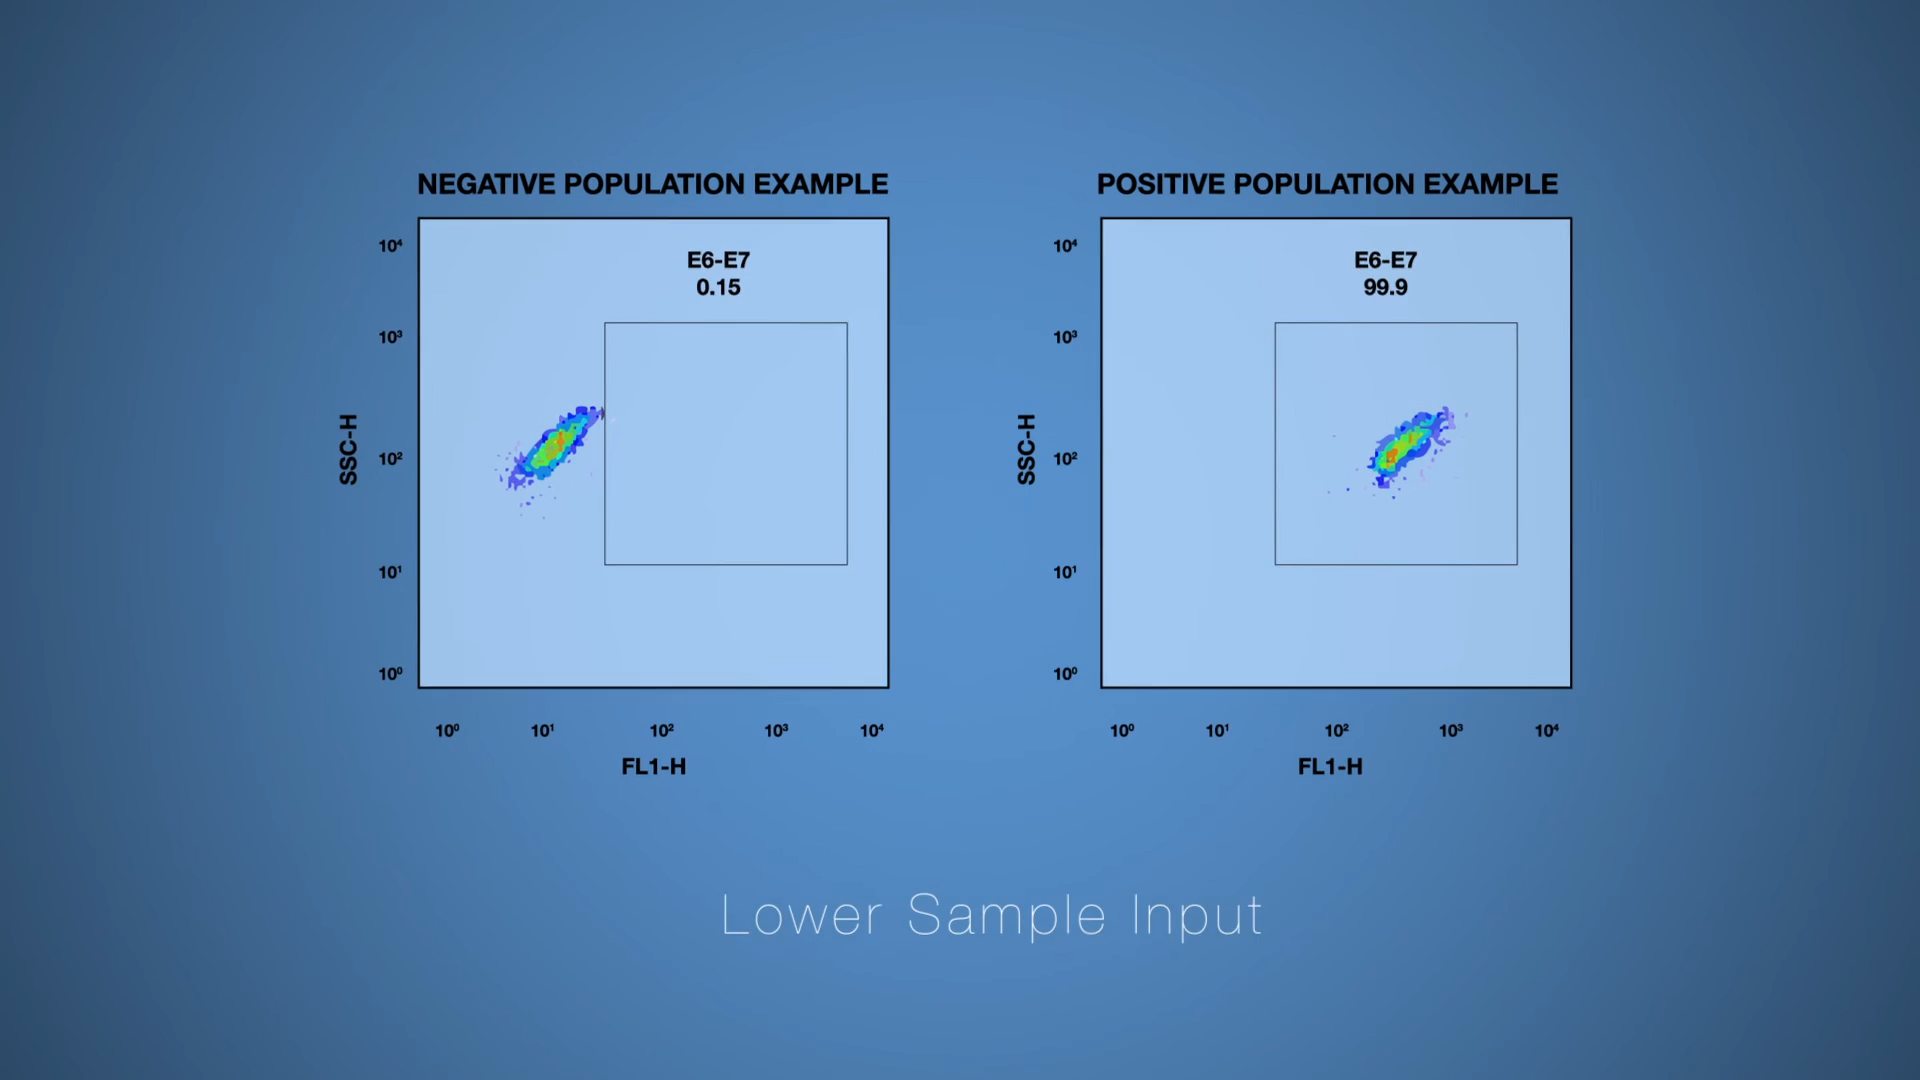 NEGATIVE POPULATION EXAMPLE
10⁴
10³
10²
10¹
10⁰
SSC-H
E6-E7
0.15
10⁰ 10¹ 10² 10³ 10⁴
FL1-H
POSITIVE POPULATION EXAMPLE
10⁴
10³
10²
10¹
10⁰
SSC-H
E6-E7
99.9
10⁰ 10¹ 10² 10³ 10⁴
FL1-H
Lower Sample Input